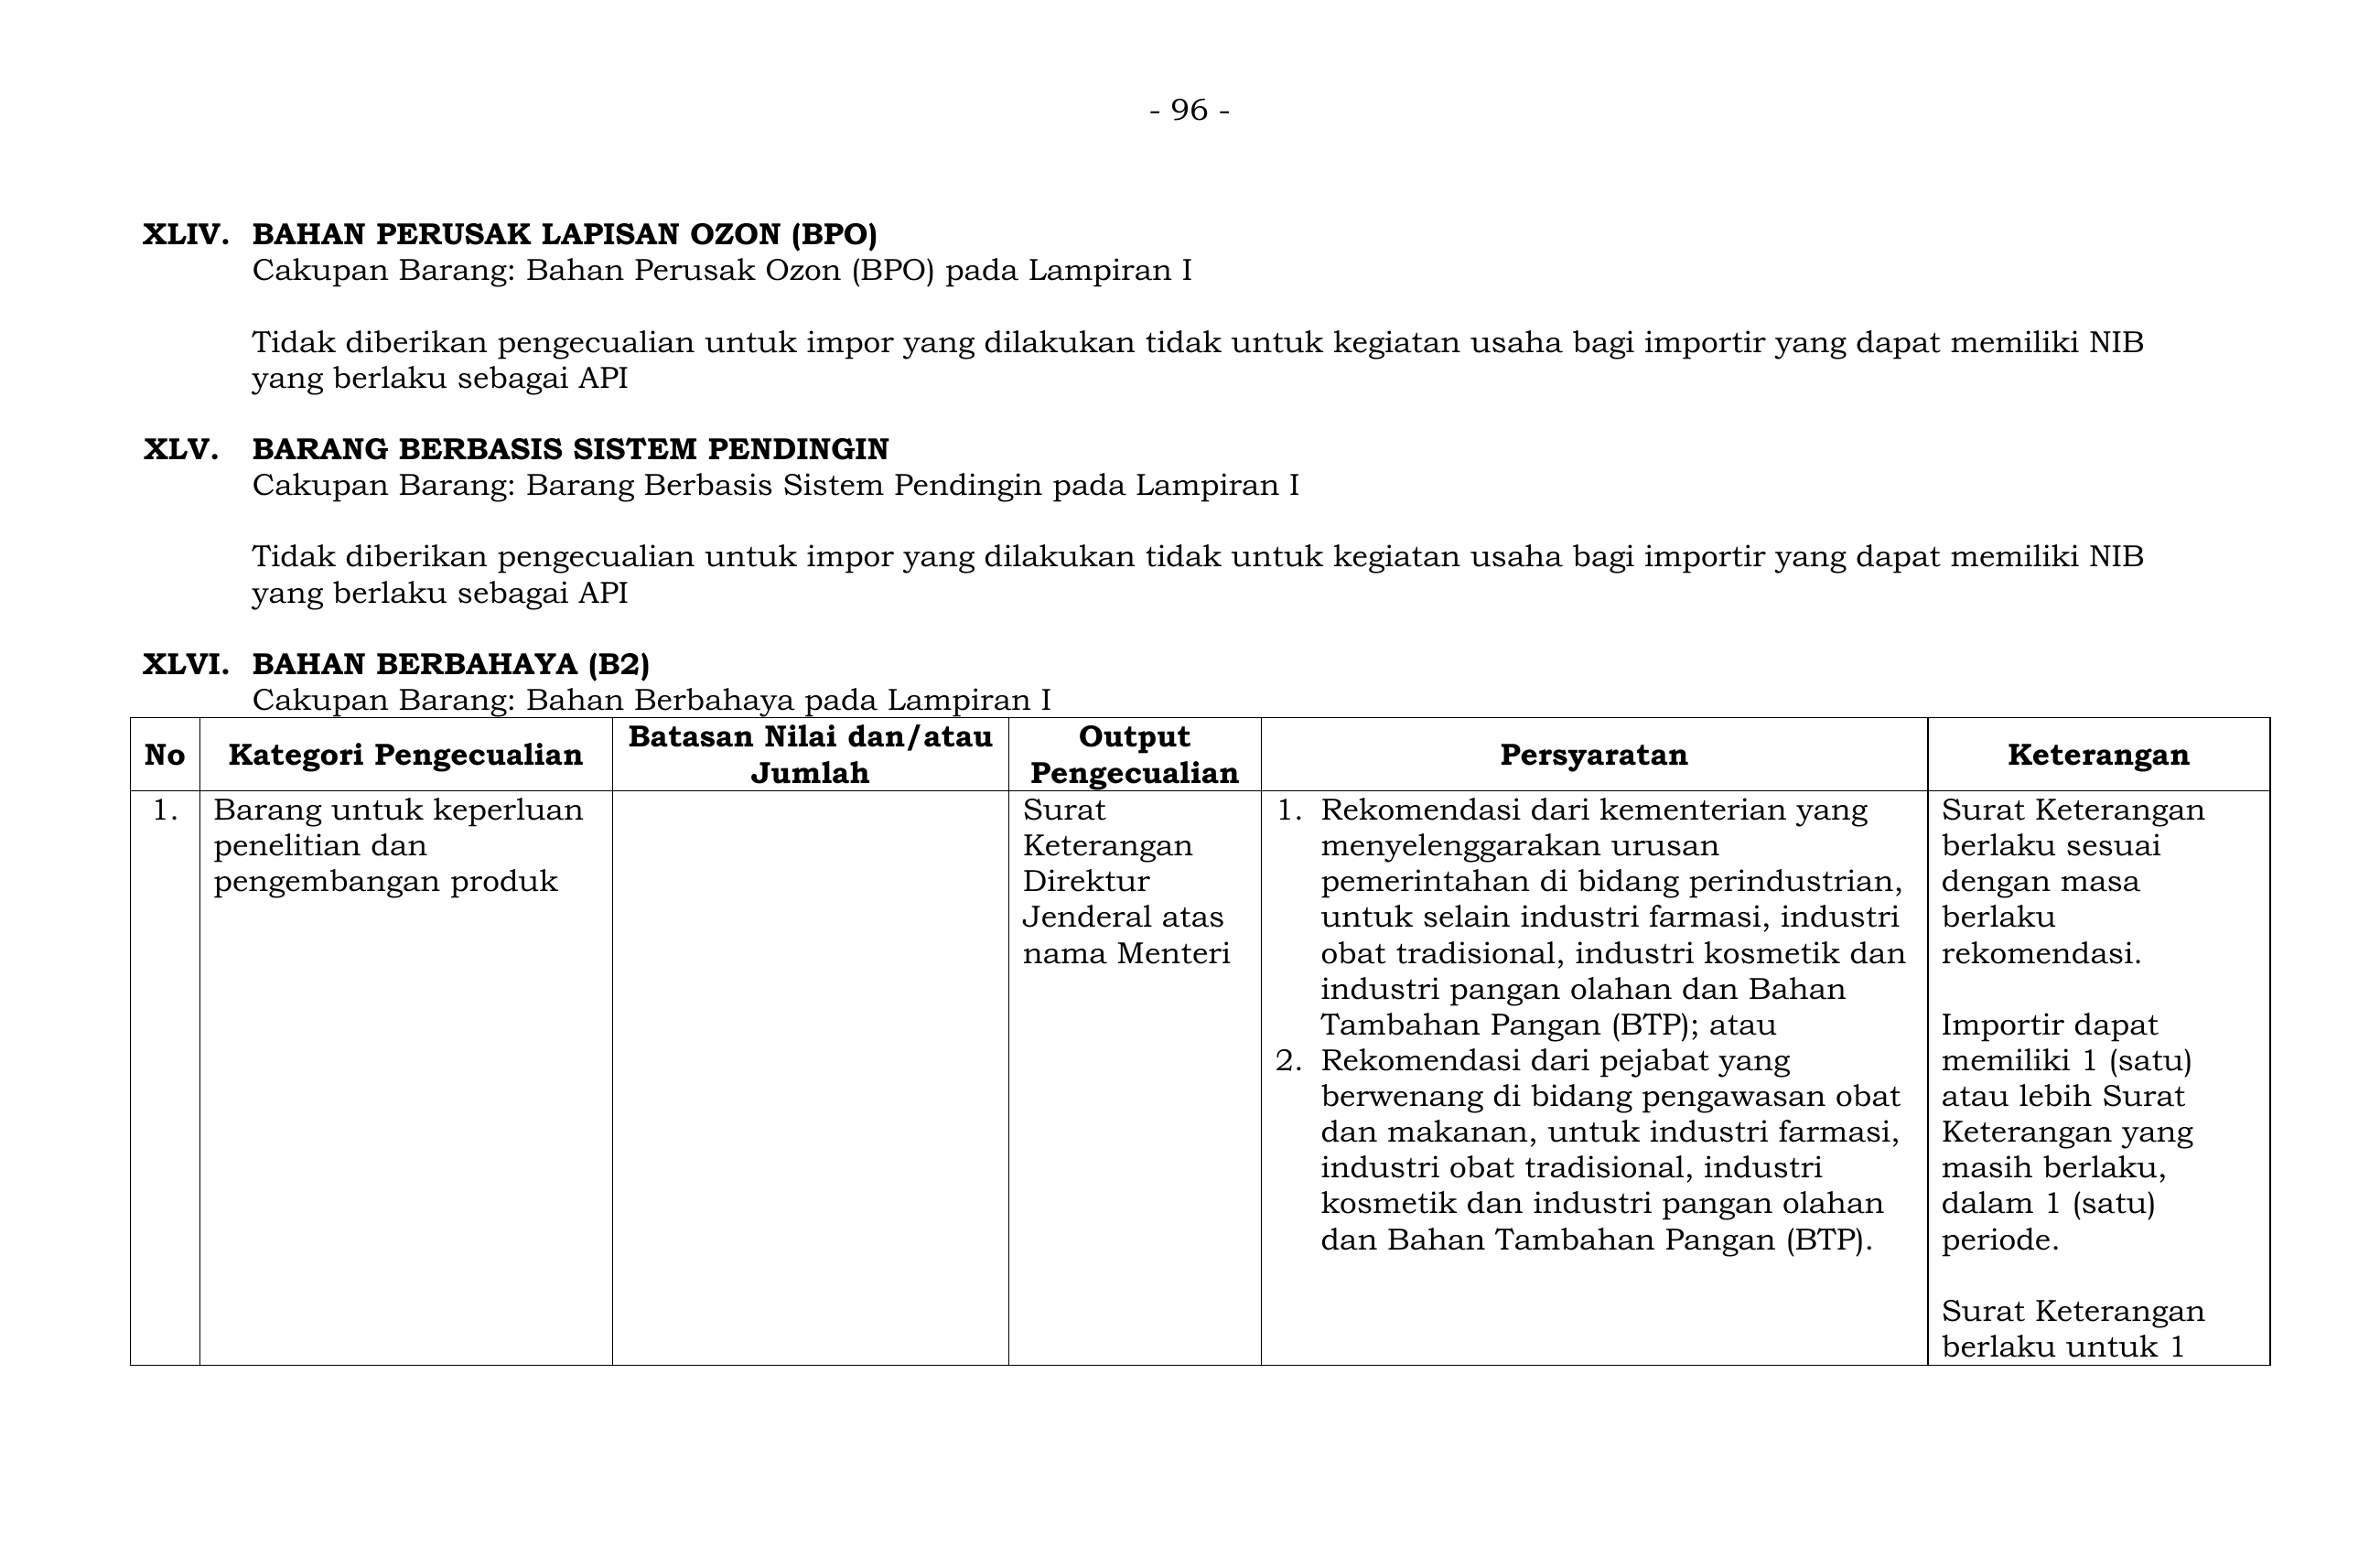 - 96 -
XLIV. BAHAN PERUSAK LAPISAN OZON (BPO)
Cakupan Barang: Bahan Perusak Ozon (BPO) pada Lampiran I
Tidak diberikan pengecualian untuk impor yang dilakukan tidak untuk kegiatan usaha bagi importir yang dapat memiliki NIB
yang berlaku sebagai API
XLV. BARANG BERBASIS SISTEM PENDINGIN
Cakupan Barang: Barang Berbasis Sistem Pendingin pada Lampiran I
Tidak diberikan pengecualian untuk impor yang dilakukan tidak untuk kegiatan usaha bagi importir yang dapat memiliki NIB
yang berlaku sebagai API
XLVI. BAHAN BERBAHAYA (B2)
Cakupan Barang: Bahan Berbahaya pada Lampiran I
No
Kategori Pengecualian
Batasan Nilai dan/atau
Jumlah
Output
Pengecualian
Persyaratan
Keterangan
1.
Barang untuk keperluan
penelitian dan
pengembangan produk
Surat
Keterangan
Direktur
Jenderal atas
nama Menteri
1. Rekomendasi dari kementerian yang
menyelenggarakan urusan
pemerintahan di bidang perindustrian,
untuk selain industri farmasi, industri
obat tradisional, industri kosmetik dan
industri pangan olahan dan Bahan
Tambahan Pangan (BTP); atau
2. Rekomendasi dari pejabat yang
berwenang di bidang pengawasan obat
dan makanan, untuk industri farmasi,
industri obat tradisional, industri
kosmetik dan industri pangan olahan
dan Bahan Tambahan Pangan (BTP).
Surat Keterangan
berlaku sesuai
dengan masa
berlaku
rekomendasi.
Importir dapat
memiliki 1 (satu)
atau lebih Surat
Keterangan yang
masih berlaku,
dalam 1 (satu)
periode.
Surat Keterangan
berlaku untuk 1